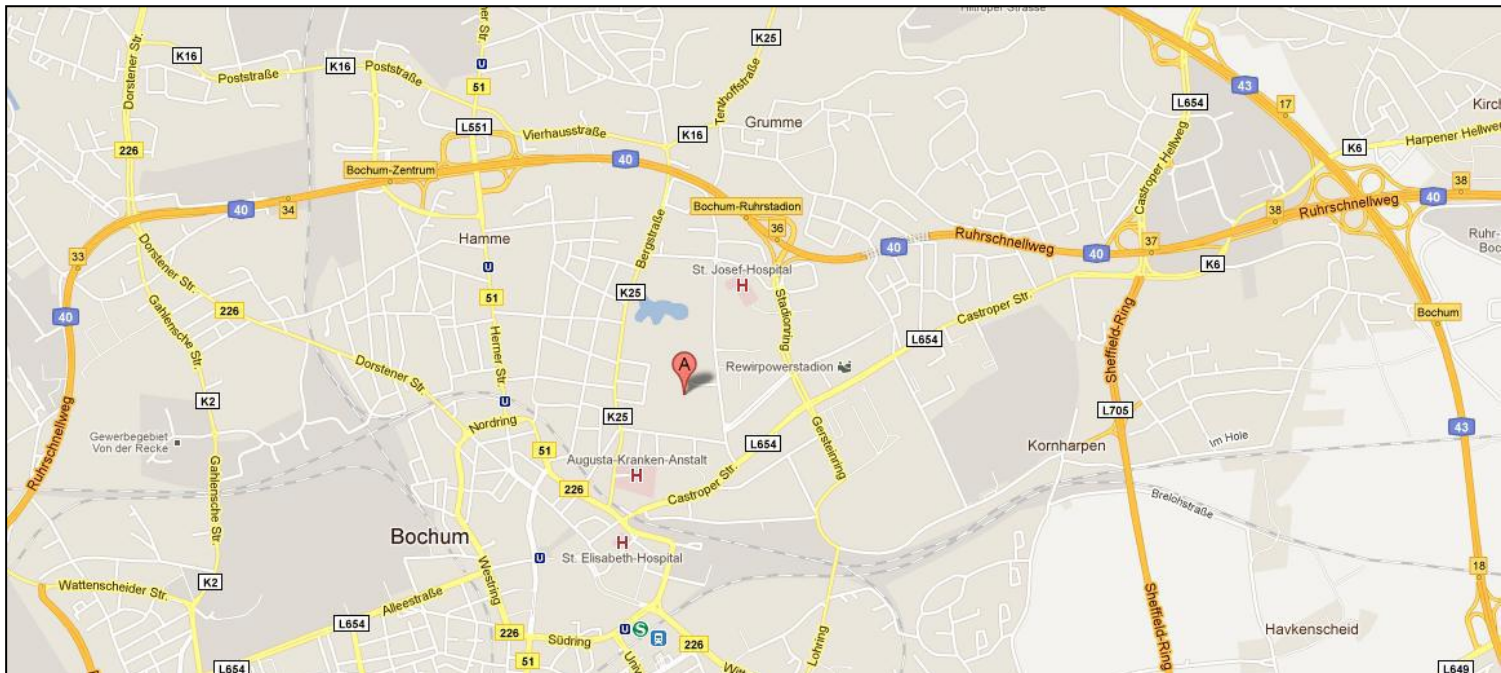 Hiltroper Strasse
K25
Dorstener Str.
K16
Poststraße
K16
Poststraße
51
43
17
Kirch
L654
Tenthoffstraße
Grumme
L551
Vierhausstraße
K16
Harpener Hellweg
K6
226
40
Bochum-Zentrum
Castroper Hellweg
38
40
40
34
Bochum-Ruhrstadion
38
Ruhrschnellweg
36
Hamme
Bergstraße
40
Ruhrschnellweg
37
Ruhr-
Boc
33
Dorstener Str.
U
St. Josef-Hospital
H
40
K6
51
K25
Castroper Str.
Gahlensche Str.
226
Stadionring
Sheffield-Ring
Bochum
40
Herner Str.
L654
Dorstener Str.
A
Rewirpowerstadion
K2
U
K25
L705
Nordring
Gersteinring
43
Gewerbegebiet
Von der Recke
51
L654
Kornharpen
Im Hole
Ruhrschnellweg
Augusta-Kranken-Anstalt
H
226
Castroper Str.
Brelohstraße
Gahlensche Str.
Bochum
H
St. Elisabeth-Hospital
U
18
K2
Wattenscheider Str.
Westring
Alleestraße
Sheffield-Ring
L654
226
Südring
U
S
226
Lohring
Havkenscheid
L654
51
Univ
Witt
L649